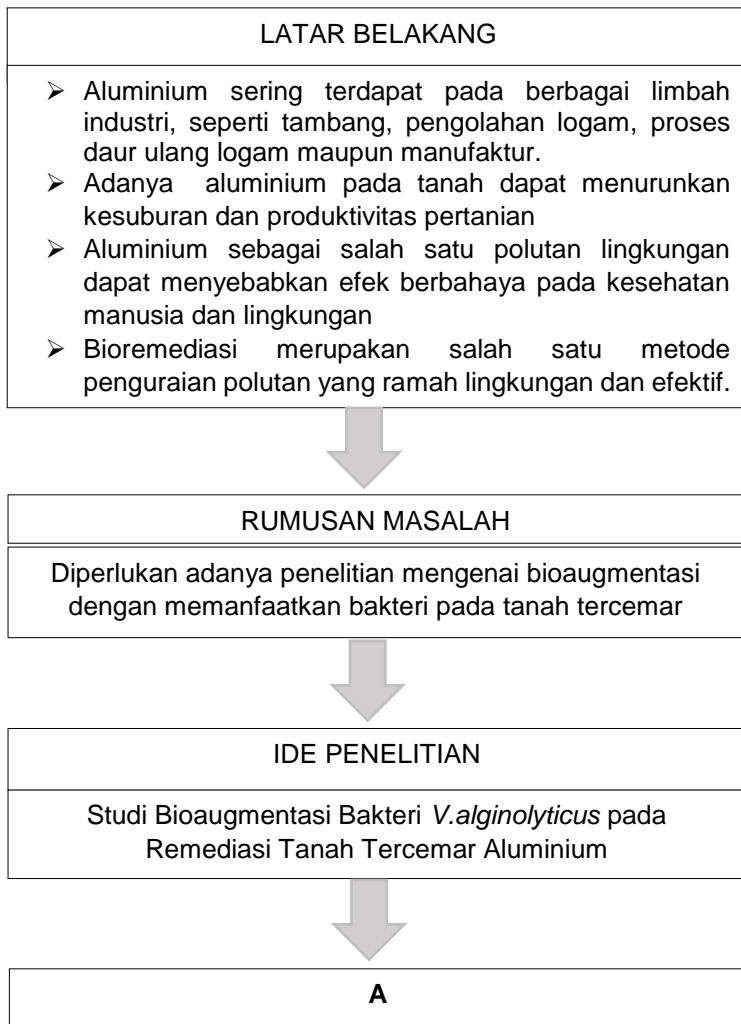 LATAR BELAKANG
➢ Aluminium sering terdapat pada berbagai limbah
industri, seperti tambang, pengolahan logam, proses
daur ulang logam maupun manufaktur.
➢ Adanya aluminium pada tanah dapat menurunkan
kesuburan dan produktivitas pertanian
➢ Aluminium sebagai salah satu polutan lingkungan
dapat menyebabkan efek berbahaya pada kesehatan
manusia dan lingkungan
➢ Bioremediasi merupakan salah satu metode
penguraian polutan yang ramah lingkungan dan efektif.
RUMUSAN MASALAH
Diperlukan adanya penelitian mengenai bioaugmentasi
dengan memanfaatkan bakteri pada tanah tercemar
IDE PENELITIAN
Studi Bioaugmentasi Bakteri V.alginolyticus pada
Remediasi Tanah Tercemar Aluminium
A